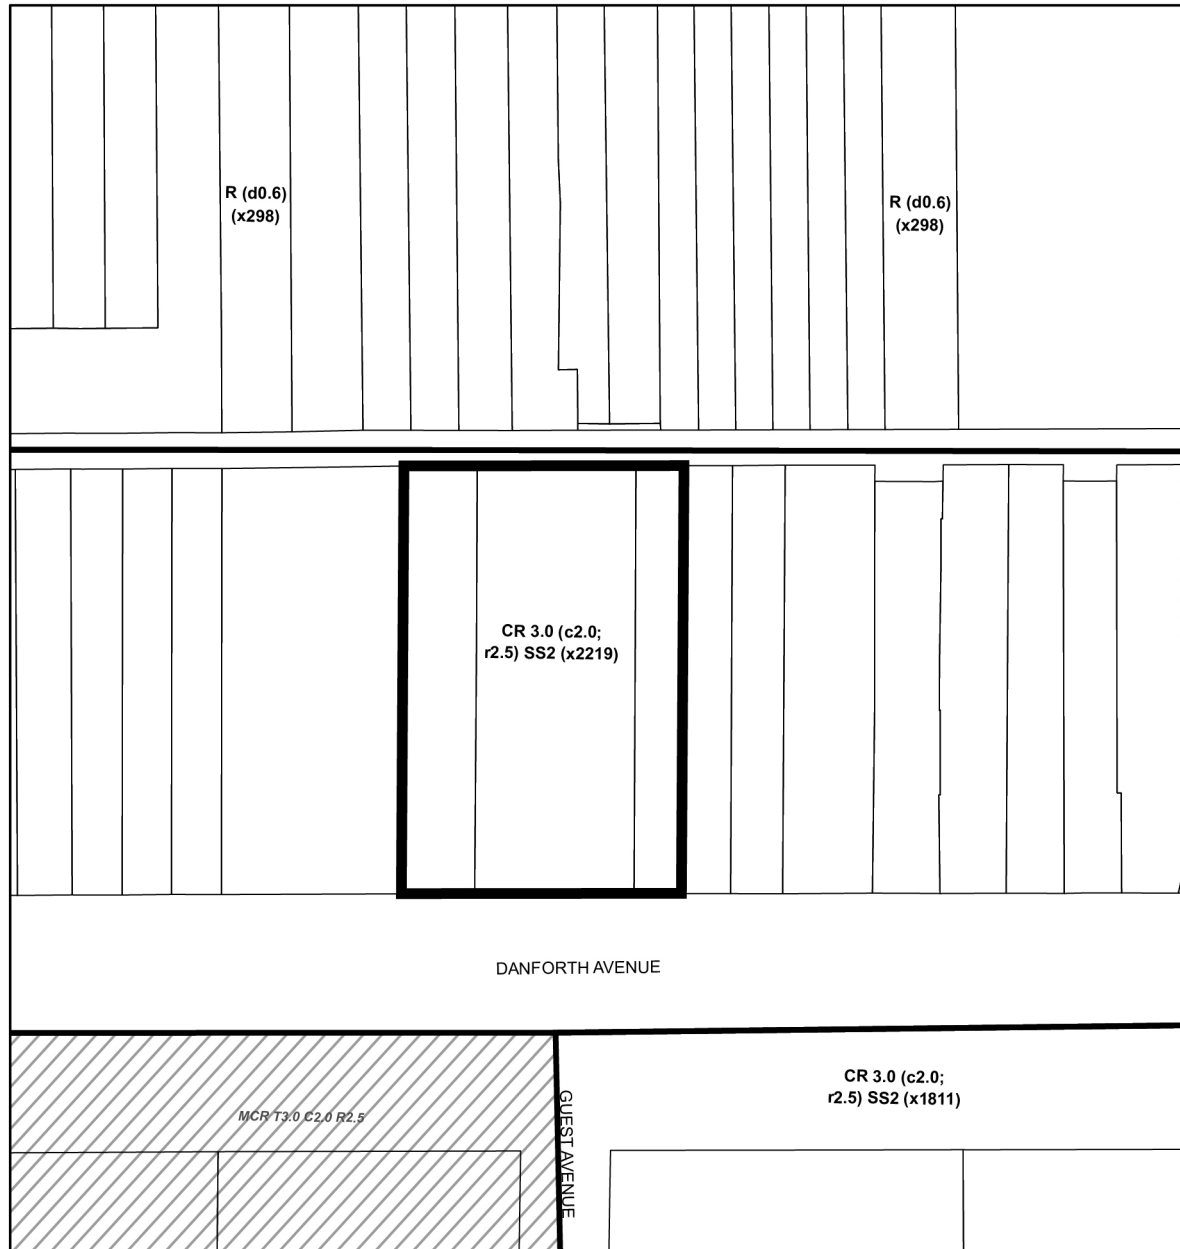 R (d0.6)
(x298)
R (d0.6)
(x298)
CR 3.0 (c2.0;
r2.5) SS2 (x2219)
DANFORTH AVENUE
CR 3.0 (c2.0;
r2.5) SS2 (x1811)
MCR T3.0 C2.0 R2.5
GUEST AVENUE